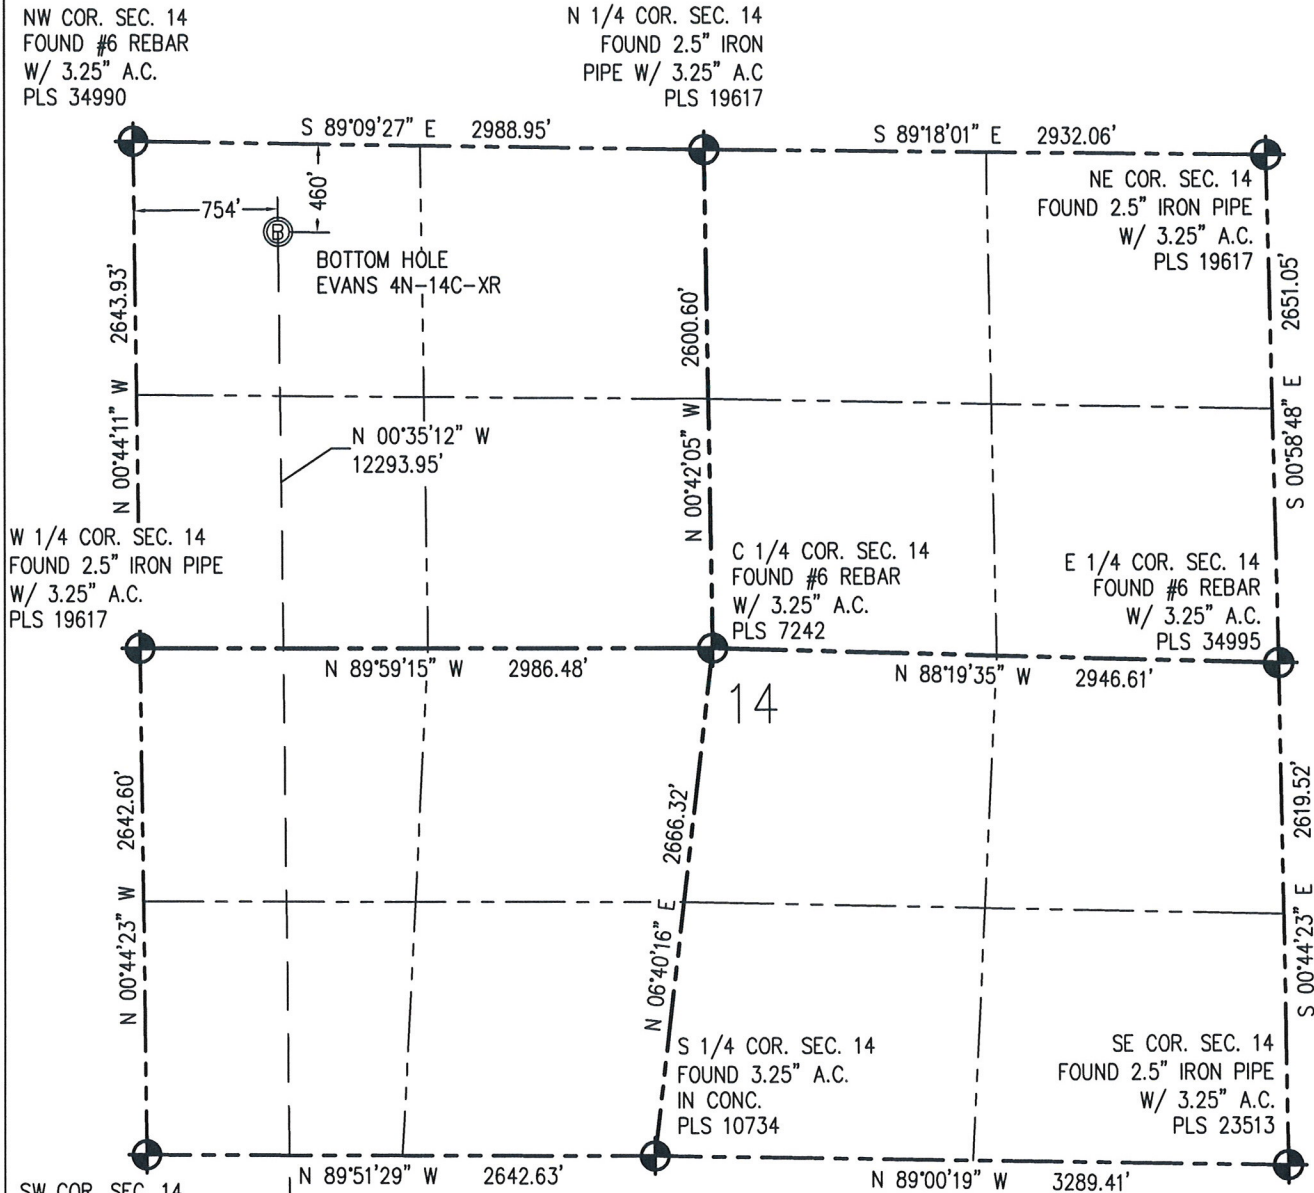 NW COR. SEC. 14
FOUND #6 REBAR
W/ 3.25" A.C.
PLS 34990
N 1/4 COR. SEC. 14
FOUND 2.5" IRON
PIPE W/ 3.25" A.C
PLS 19617
S 89°09'27" E 2988.95'
S 89°18'01" E 2932.06'
NE COR. SEC. 14
FOUND 2.5" IRON PIPE
W/ 3.25" A.C.
PLS 19617
754'
460'
B
BOTTOM HOLE
EVANS 4N-14C-XR
N 00°44'11" W 2643.93'
N 00°42'05" W 2600.60'
S 00°58'48" E 2651.05'
N 00°35'12" W
12293.95'
W 1/4 COR. SEC. 14
FOUND 2.5" IRON PIPE
W/ 3.25" A.C.
PLS 19617
C 1/4 COR. SEC. 14
FOUND #6 REBAR
W/ 3.25" A.C.
PLS 7242
E 1/4 COR. SEC. 14
FOUND #6 REBAR
W/ 3.25" A.C.
PLS 34995
N 89°59'15" W 2986.48'
N 88°19'35" W 2946.61'
14
N 00°44'23" W 2642.60'
N 06°40'16" E 2666.32'
S 00°44'23" E 2619.52'
S 1/4 COR. SEC. 14
FOUND 3.25" A.C.
IN CONC.
PLS 10734
SE COR. SEC. 14
FOUND 2.5" IRON PIPE
W/ 3.25" A.C.
PLS 23513
N 89°51'29" W 2642.63'
N 89°00'19" W 3289.41'
SW COR. SEC. 14